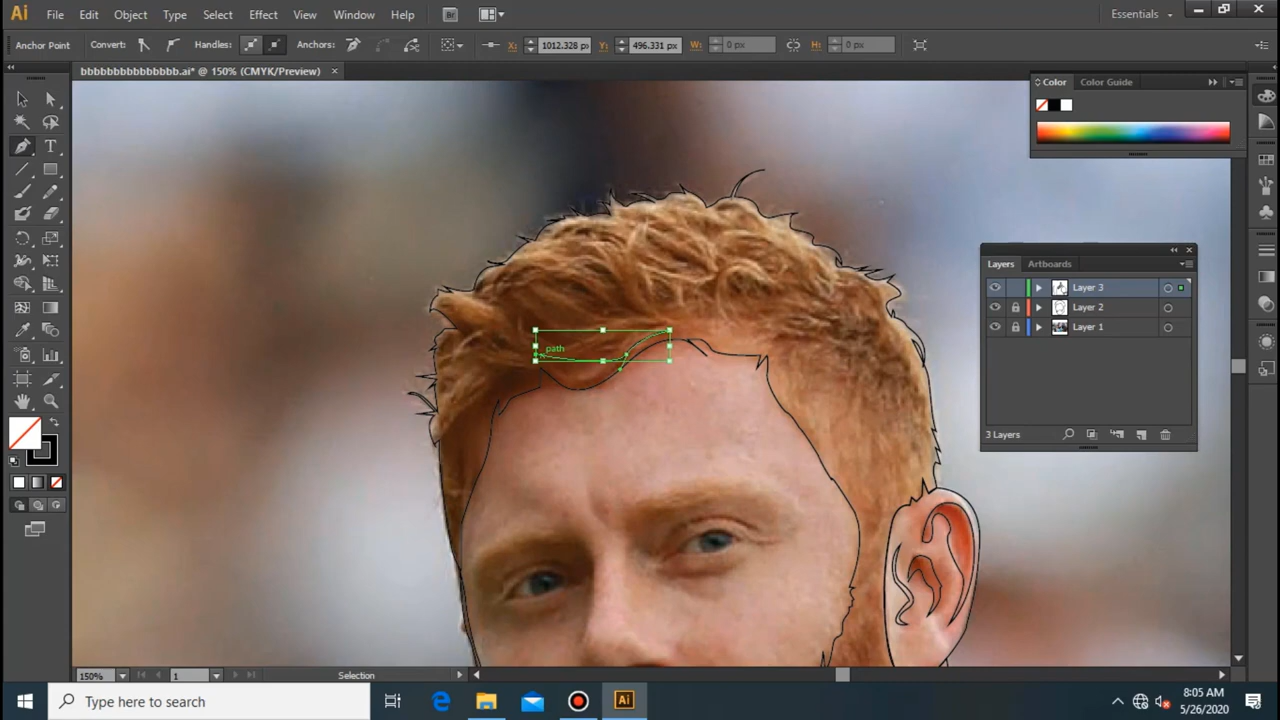 Ai File Edit Object Type Select Effect View Window Help Br Essentials
Anchor Point Convert: Handles: Anchors: X: 1012.328 px Y: 496.331 px W: 0 px H: 0 px
bbbbbbbbbbbbbbb.ai* @ 150% (CMYK/Preview)
Color Color Guide
Layers Artboards
Layer 3
Layer 2
Layer 1
3 Layers
path
150% 1 Selection
Type here to search
Ai
8:05 AM
5/26/2020